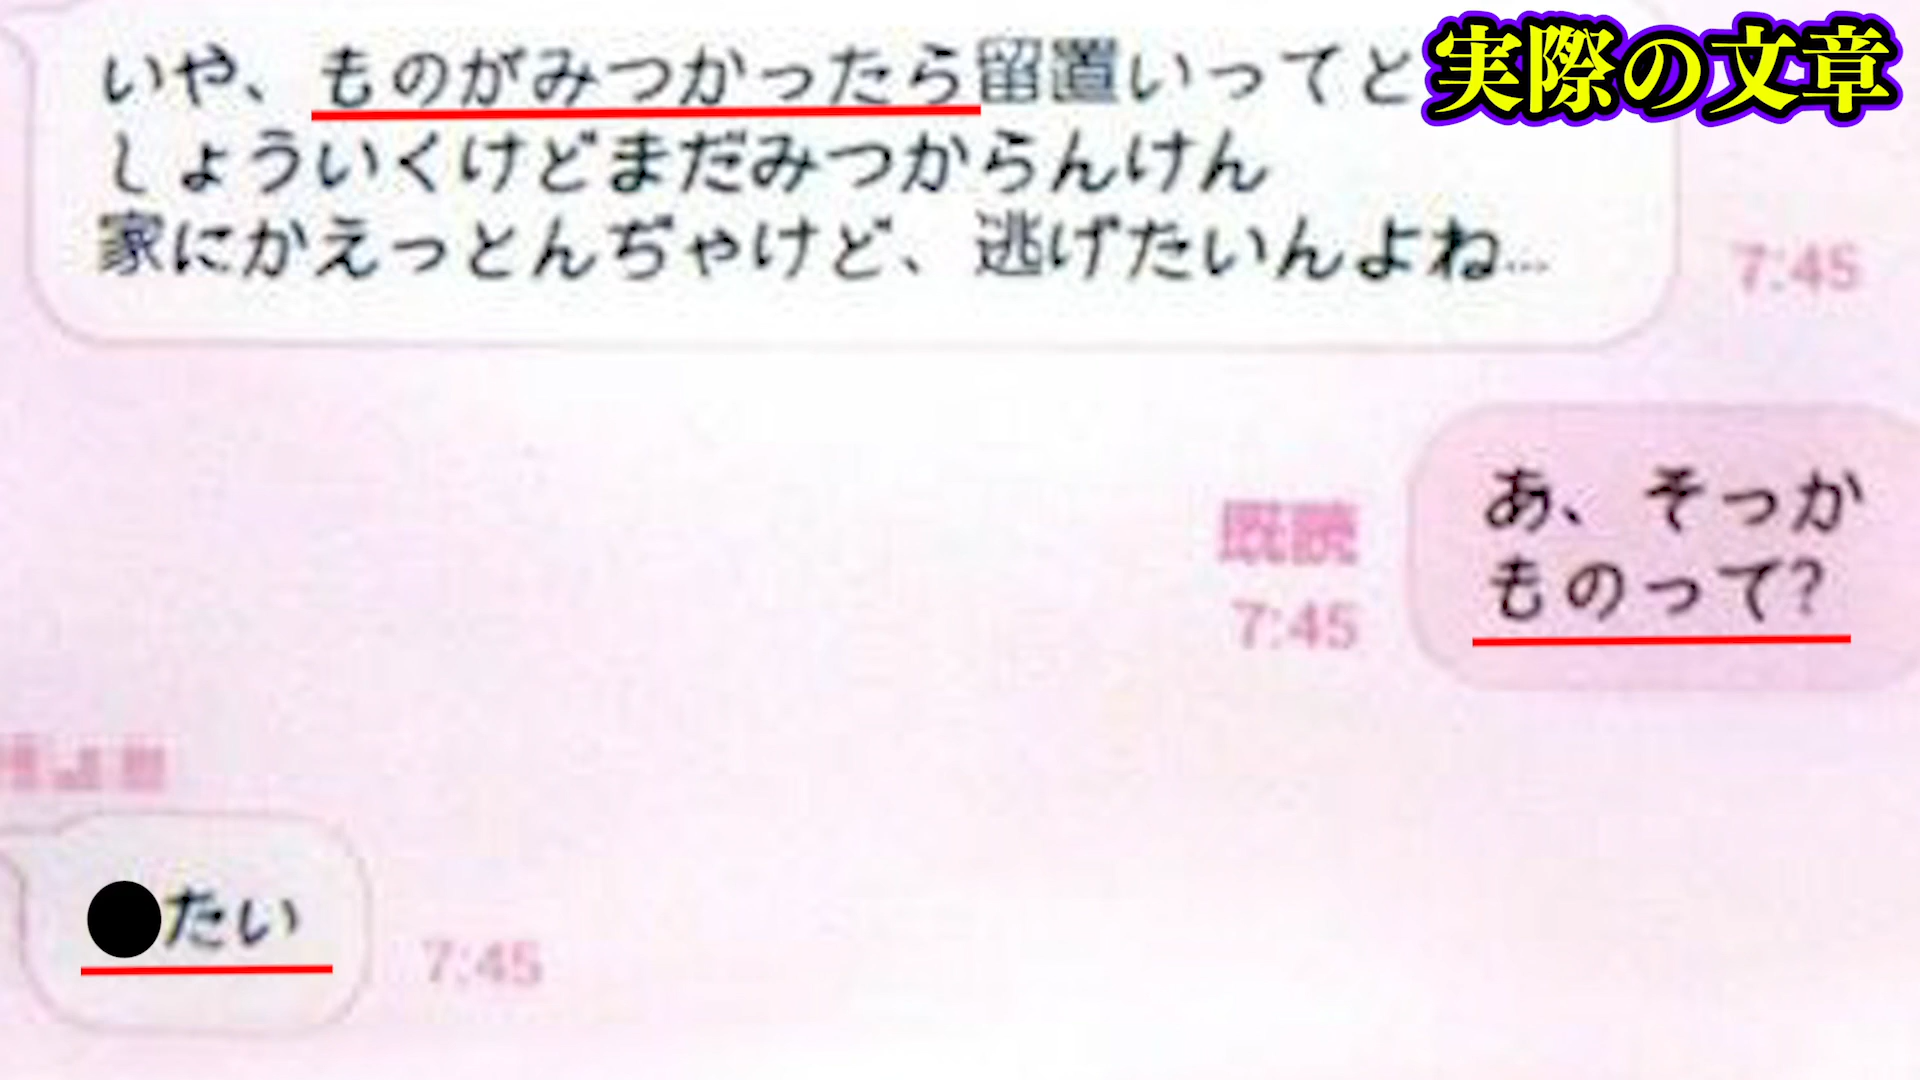 実際の文章
いや、ものがみつかったら留置いってと
しょういくけどまだみつからんけん
家にかえっとんぢゃけど、逃げたいんよね...
7:45
あ、そっか
ものって?
既読
7:45
●たい
7:45